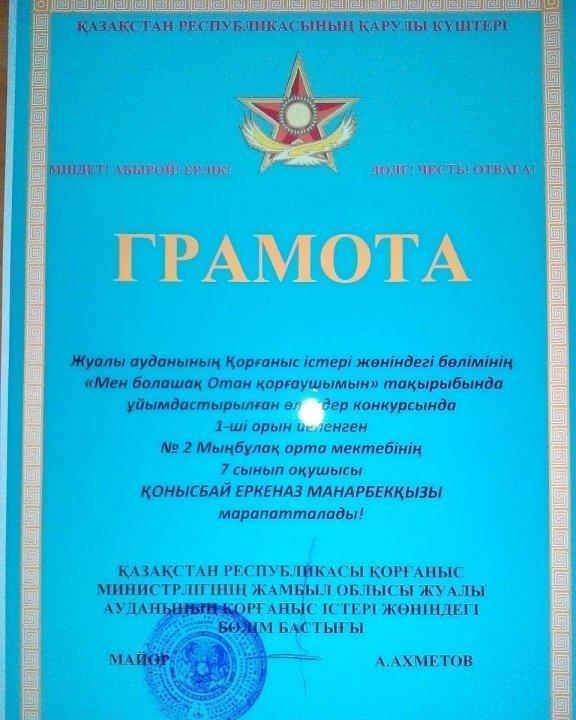 ҚАЗАҚСТАН РЕСПУБЛИКАСЫНЫҢ ҚАРУЛЫ КҮШТЕРІ
МІНДЕТ! АБЫРОЙ! ЕРЛІК! ДОЛГ! ЧЕСТЬ! ОТВАГА!
ГРАМОТА
Жуалы ауданының Қорғаныс істері жөніндегі бөлімінің
«Мен болашақ Отан қорғаушымын» тақырыбында
ұйымдастырылған конкурсында
1-ші орын иеленген
№ 2 Мыңбұлақ орта мектебінің
7 сынып оқушысы
ҚОНЫСБАЙ ЕРКЕНАЗ МАНАРБЕКҚЫЗЫ
марапатталады!
ҚАЗАҚСТАН РЕСПУБЛИКАСЫ ҚОРҒАНЫС
МИНИСТРЛІГІНІҢ ЖАМБЫЛ ОБЛЫСЫ ЖУАЛЫ
АУДАНЫНЫҢ ҚОРҒАНЫС ІСТЕРІ ЖӨНІНДЕГІ
БӨЛІМ БАСТЫҒЫ
МАЙОР А.АХМЕТОВ